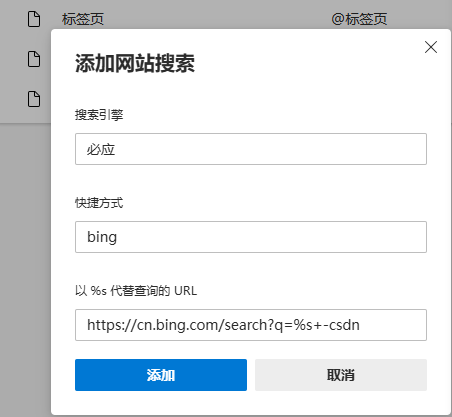 标签页 @标签页
添加网站搜索
搜索引擎
必应
快捷方式
bing
以 %s 代替查询的 URL
https://cn.bing.com/search?q=%s+-csdn
添加 取消